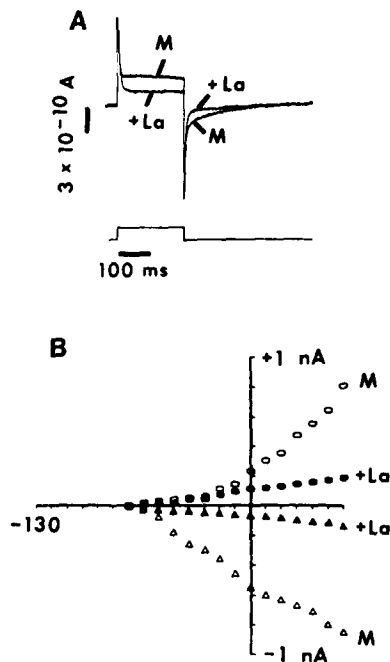 A
M
+La
+La
M
3 × 10⁻¹⁰ A
100 ms
B
+1 nA
M
+La
-130
+La
M
-1 nA